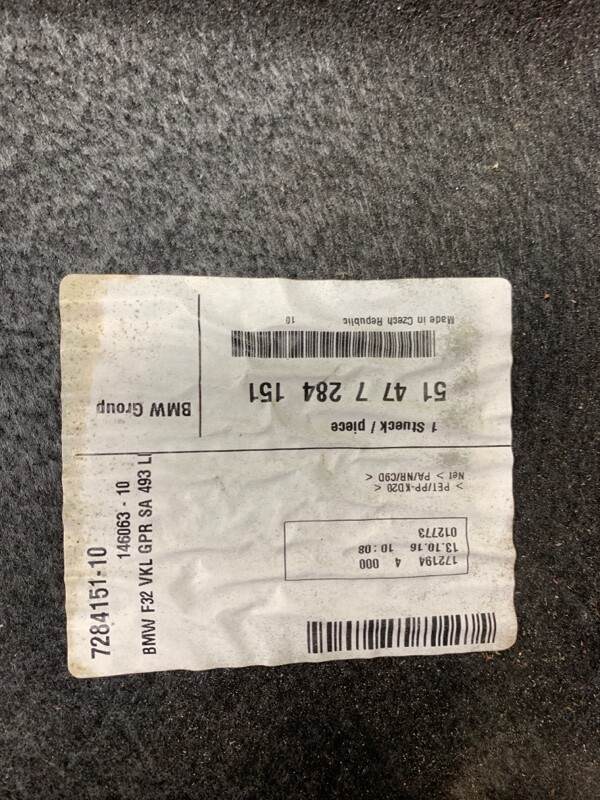 1 Stueck / piece
51 47 7 284 151
10
Made in Czech Republic
BMW Group
> PET/PP-KD20 <
Net > PA/NR/C9D <
172194 4 000
13.10.16 10:08
012773
7284151-10
146063 - 10
BMW F32 VKL GPR SA 493 LI